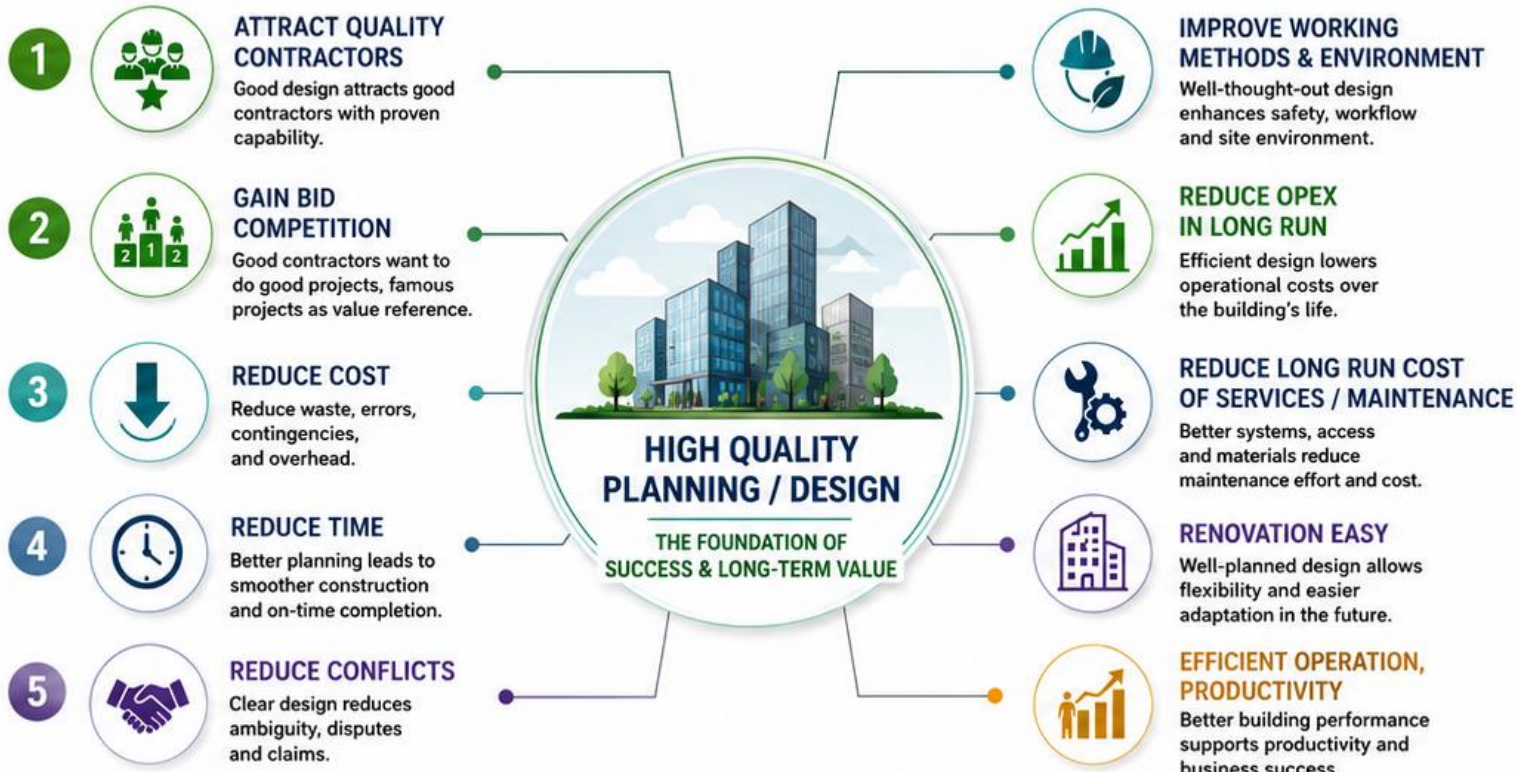 1
ATTRACT QUALITY
CONTRACTORS
Good design attracts good
contractors with proven
capability.
2
2 1 2
GAIN BID
COMPETITION
Good contractors want to
do good projects, famous
projects as value reference.
3
REDUCE COST
Reduce waste, errors,
contingencies,
and overhead.
4
REDUCE TIME
Better planning leads to
smoother construction
and on-time completion.
5
REDUCE CONFLICTS
Clear design reduces
ambiguity, disputes
and claims.
HIGH QUALITY
PLANNING / DESIGN
THE FOUNDATION OF
SUCCESS & LONG-TERM VALUE
IMPROVE WORKING
METHODS & ENVIRONMENT
Well-thought-out design
enhances safety, workflow
and site environment.
REDUCE OPEX
IN LONG RUN
Efficient design lowers
operational costs over
the building's life.
REDUCE LONG RUN COST
OF SERVICES / MAINTENANCE
Better systems, access
and materials reduce
maintenance effort and cost.
RENOVATION EASY
Well-planned design allows
flexibility and easier
adaptation in the future.
EFFICIENT OPERATION,
PRODUCTIVITY
Better building performance
supports productivity and
business success.